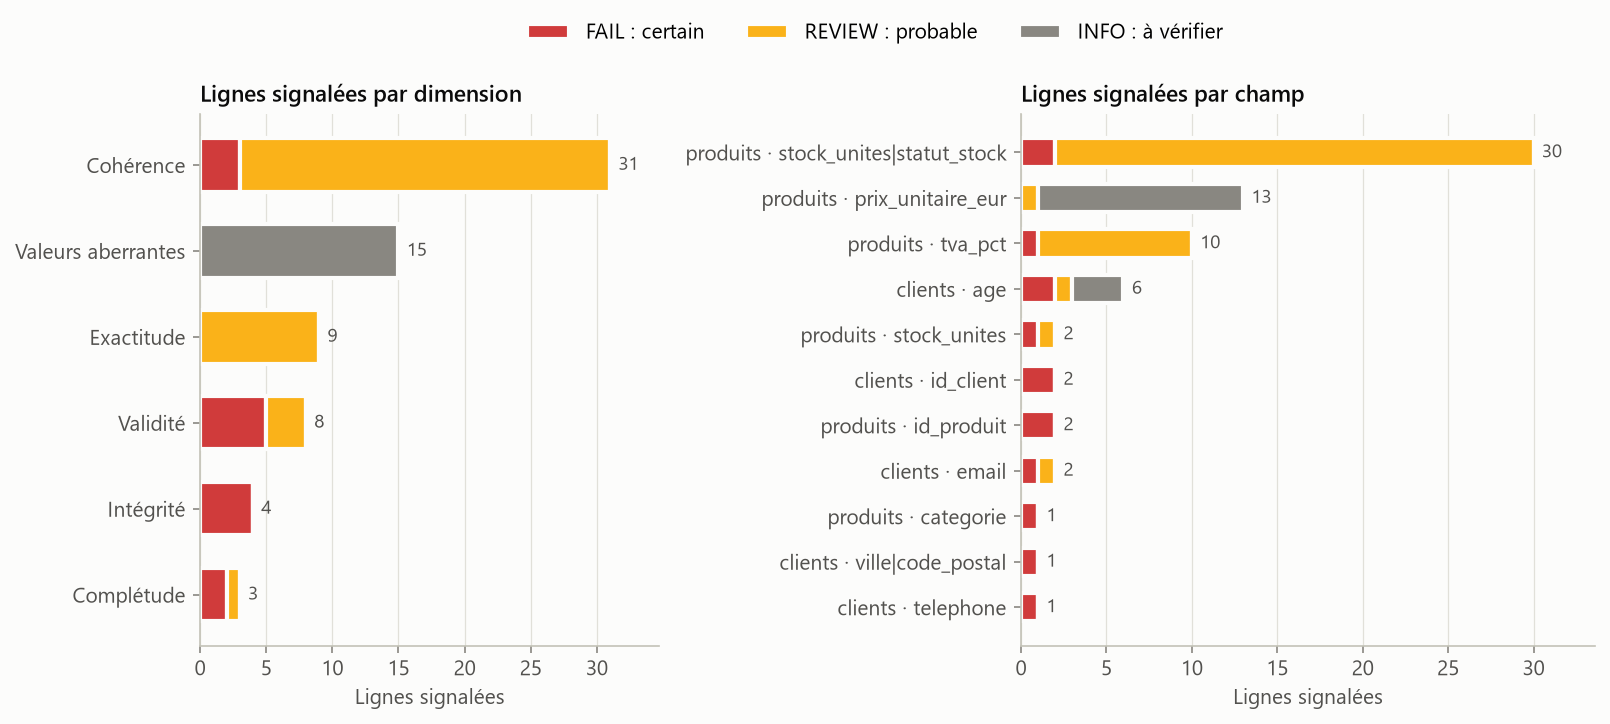 FAIL : certain
REVIEW : probable
INFO : à vérifier
Lignes signalées par dimension
Cohérence
31
Valeurs aberrantes
15
Exactitude
9
Validité
8
Intégrité
4
Complétude
3
0 5 10 15 20 25 30
Lignes signalées
Lignes signalées par champ
produits · stock_unites|statut_stock
30
produits · prix_unitaire_eur
13
produits · tva_pct
10
clients · age
6
produits · stock_unites
2
clients · id_client
2
produits · id_produit
2
clients · email
2
produits · categorie
1
clients · ville|code_postal
1
clients · telephone
1
0 5 10 15 20 25 30
Lignes signalées